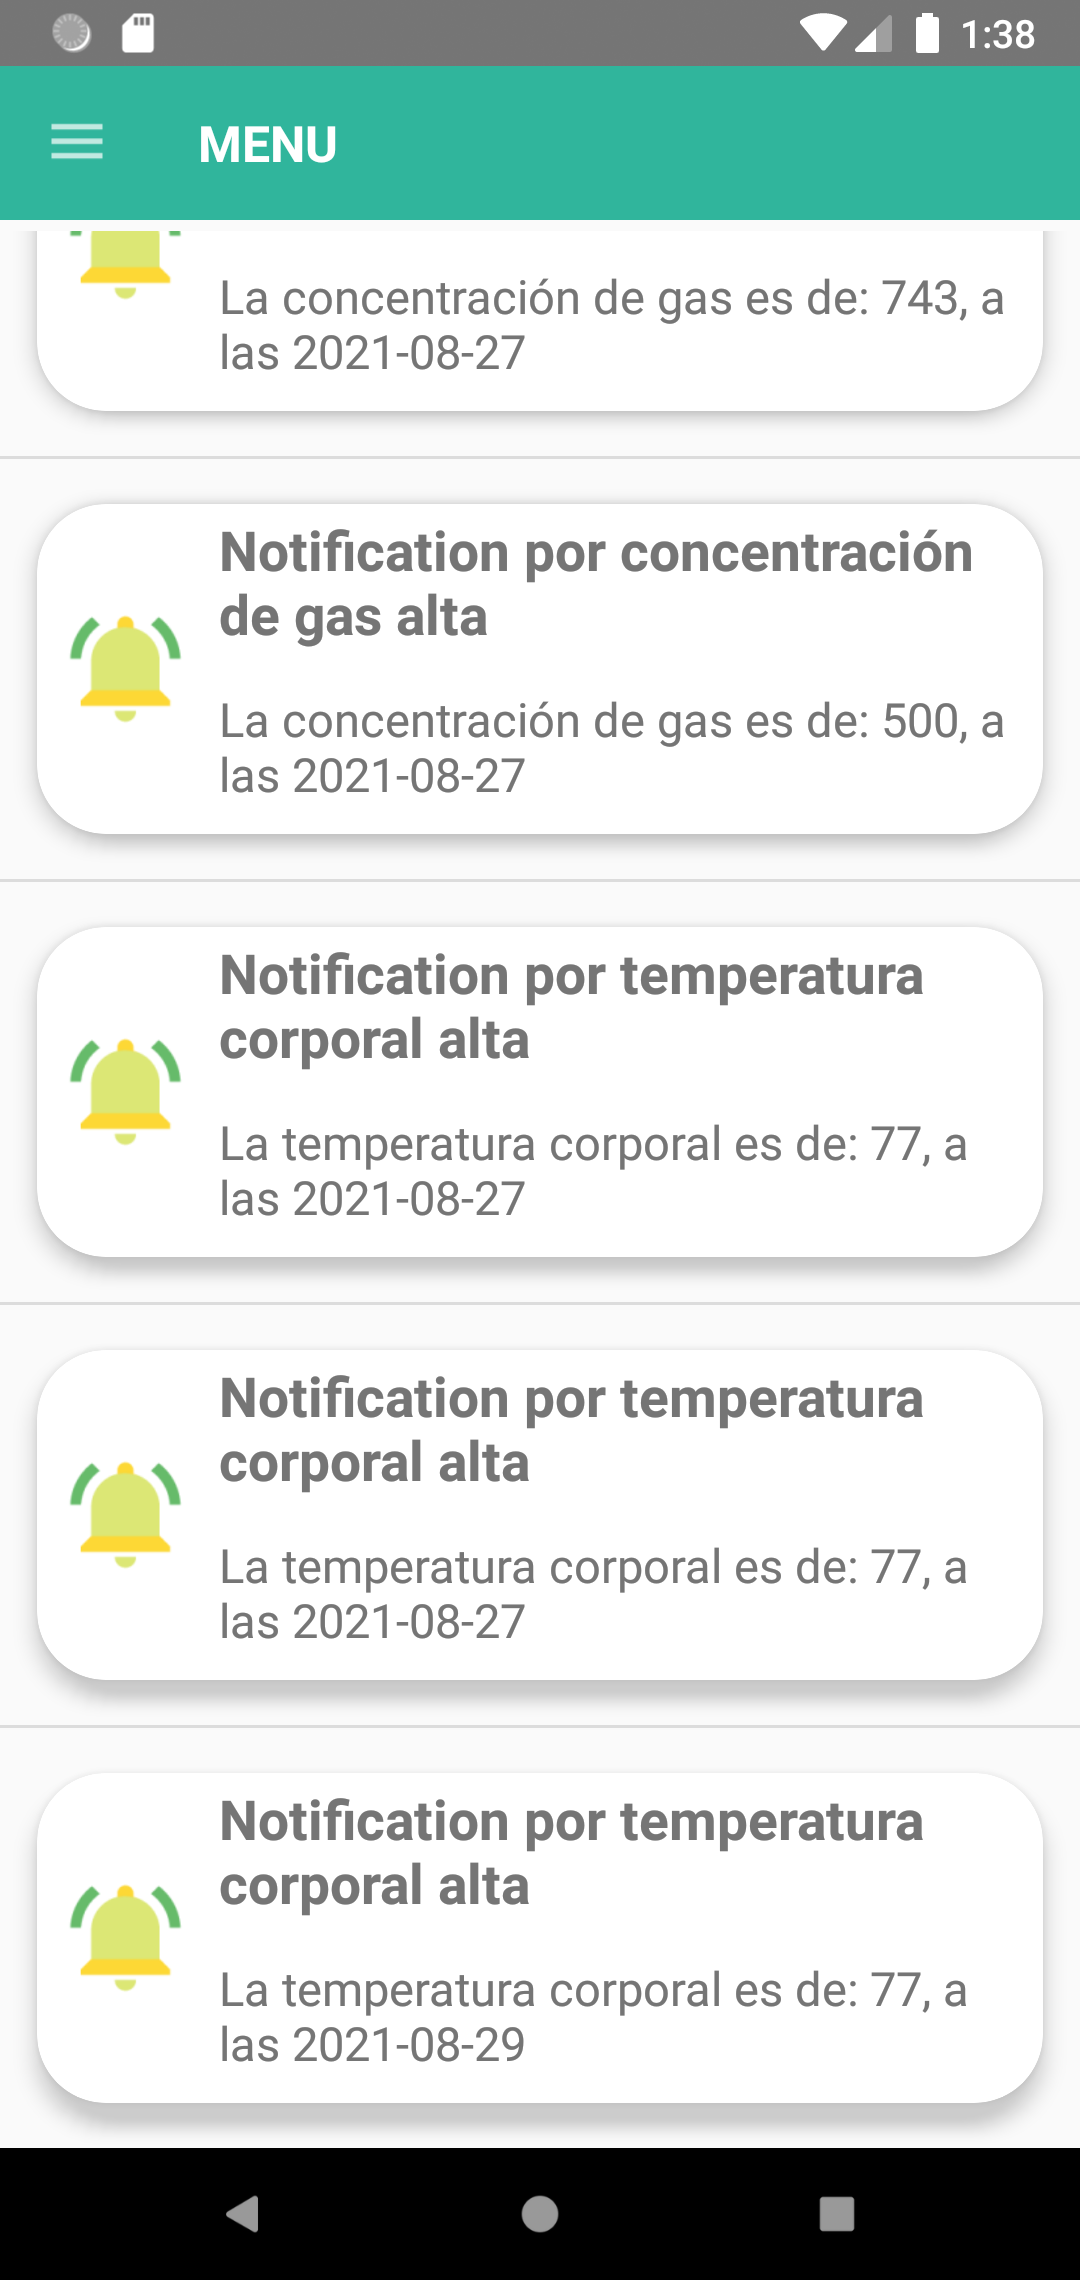 1:38
MENU
La concentración de gas es de: 743, a
las 2021-08-27
Notification por concentración
de gas alta
La concentración de gas es de: 500, a
las 2021-08-27
Notification por temperatura
corporal alta
La temperatura corporal es de: 77, a
las 2021-08-27
Notification por temperatura
corporal alta
La temperatura corporal es de: 77, a
las 2021-08-27
Notification por temperatura
corporal alta
La temperatura corporal es de: 77, a
las 2021-08-29